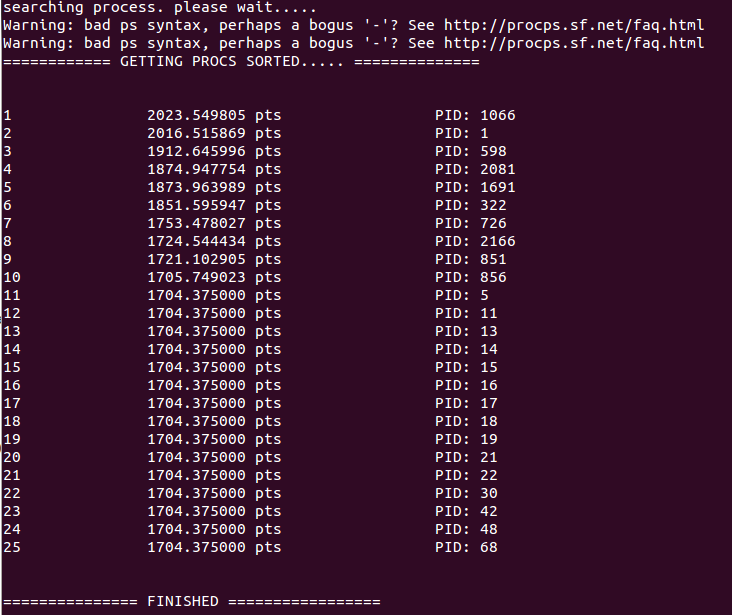 searching process. please wait.....
Warning: bad ps syntax, perhaps a bogus '-'? See http://procps.sf.net/faq.html
Warning: bad ps syntax, perhaps a bogus '-'? See http://procps.sf.net/faq.html
============ GETTING PROCS SORTED..... ==============
1 2023.549805 pts PID: 1066
2 2016.515869 pts PID: 1
3 1912.645996 pts PID: 598
4 1874.947754 pts PID: 2081
5 1873.963989 pts PID: 1691
6 1851.595947 pts PID: 322
7 1753.478027 pts PID: 726
8 1724.544434 pts PID: 2166
9 1721.102905 pts PID: 851
10 1705.749023 pts PID: 856
11 1704.375000 pts PID: 5
12 1704.375000 pts PID: 11
13 1704.375000 pts PID: 13
14 1704.375000 pts PID: 14
15 1704.375000 pts PID: 15
16 1704.375000 pts PID: 16
17 1704.375000 pts PID: 17
18 1704.375000 pts PID: 18
19 1704.375000 pts PID: 19
20 1704.375000 pts PID: 21
21 1704.375000 pts PID: 22
22 1704.375000 pts PID: 30
23 1704.375000 pts PID: 42
24 1704.375000 pts PID: 48
25 1704.375000 pts PID: 68
=============== FINISHED =================